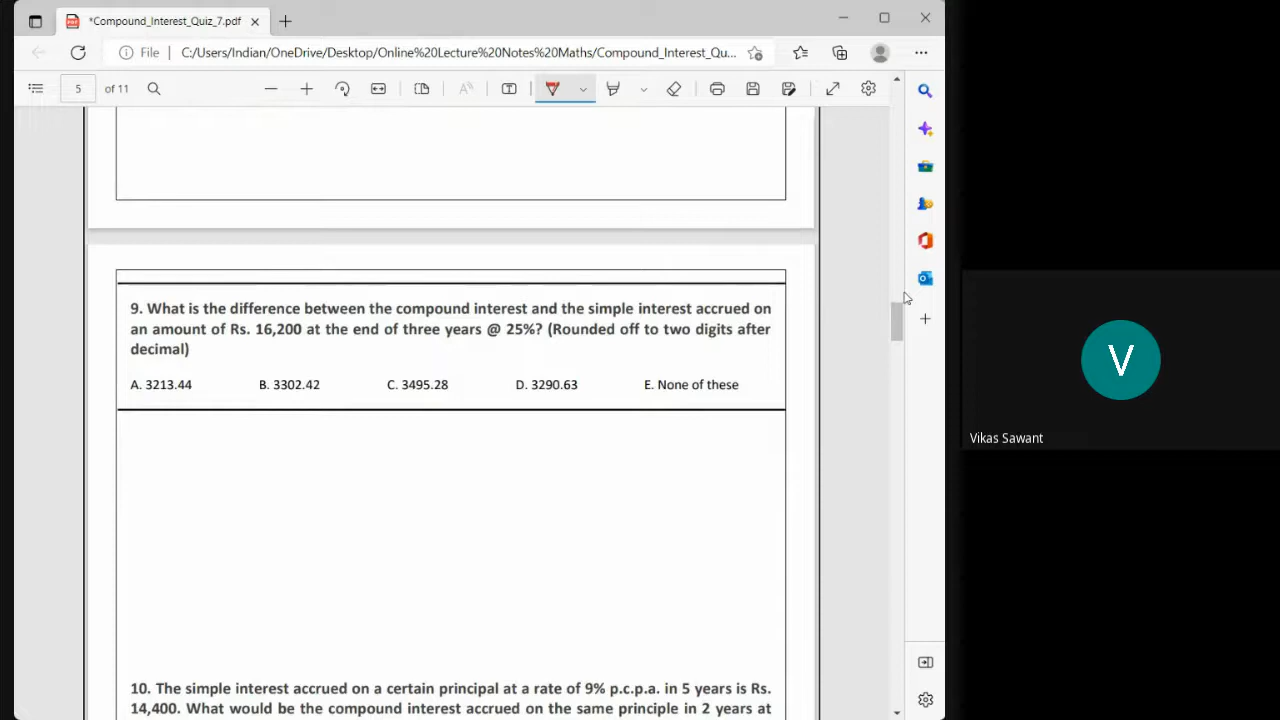 *Compound_Interest_Quiz_7.pdf
File
C:/Users/Indian/OneDrive/Desktop/Online%20Lecture%20Notes%20Maths/Compound_Interest_Qu...
5 of 11
9. What is the difference between the compound interest and the simple interest accrued on
an amount of Rs. 16,200 at the end of three years @ 25%? (Rounded off to two digits after
decimal)
A. 3213.44 B. 3302.42 C. 3495.28 D. 3290.63 E. None of these
10. The simple interest accrued on a certain principal at a rate of 9% p.c.p.a. in 5 years is Rs.
14,400. What would be the compound interest accrued on the same principle in 2 years at
V
Vikas Sawant